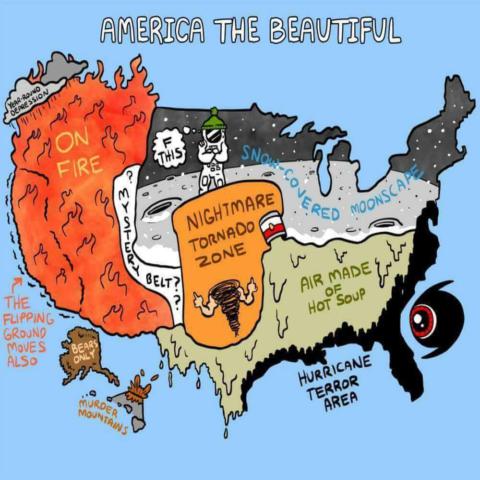 AMERICA THE BEAUTIFUL
YEAR-ROUND
DEPRESSION
ON
FIRE
F
THIS
SNOW-COVERED MOONSCAPE
? MYSTERY
BELT?
?
?
NIGHTMARE
TORNADO
ZONE
AIR MADE
OF
HOT SOUP
THE
FLIPPING
GROUND
MOVES
ALSO
BEARS
ONLY
MURDER
MOUNTAINS
HURRICANE
TERROR
AREA